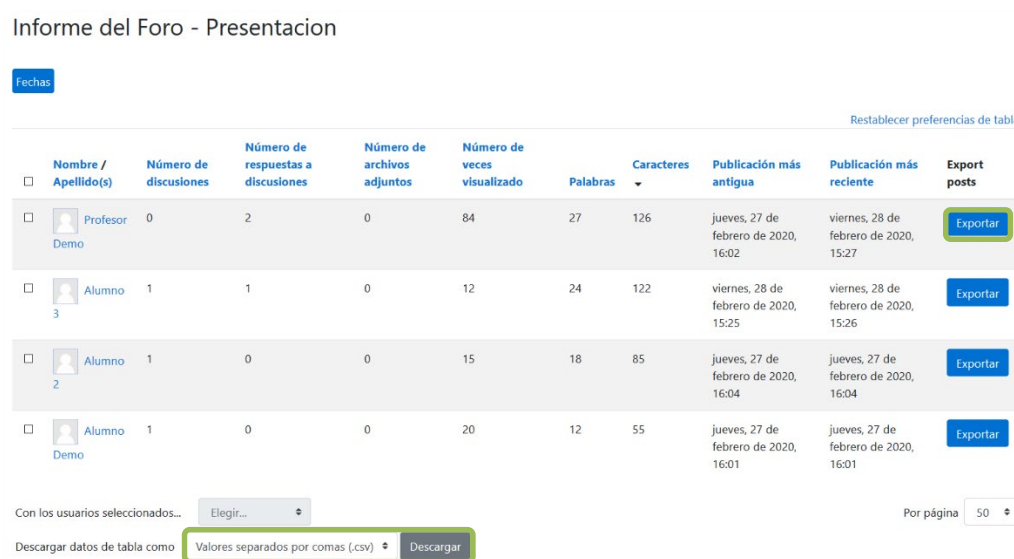 Informe del Foro - Presentacion
Fechas
Restablecer preferencias de tabl
Nombre / Apellido(s) Número de discusiones Número de respuestas a discusiones Número de archivos adjuntos Número de veces visualizado Palabras Caracteres Publicación más antigua Publicación más reciente Export posts
Profesor Demo 0 2 0 84 27 126 jueves, 27 de febrero de 2020, 16:02 viernes, 28 de febrero de 2020, 15:27 Exportar
Alumno 3 1 1 0 12 24 122 viernes, 28 de febrero de 2020, 15:25 viernes, 28 de febrero de 2020, 15:26 Exportar
Alumno 2 1 0 0 15 18 85 jueves, 27 de febrero de 2020, 16:04 jueves, 27 de febrero de 2020, 16:04 Exportar
Alumno Demo 1 0 0 20 12 55 jueves, 27 de febrero de 2020, 16:01 jueves, 27 de febrero de 2020, 16:01 Exportar
Con los usuarios seleccionados... Elegir... Por página 50
Descargar datos de tabla como Valores separados por comas (.csv) Descargar